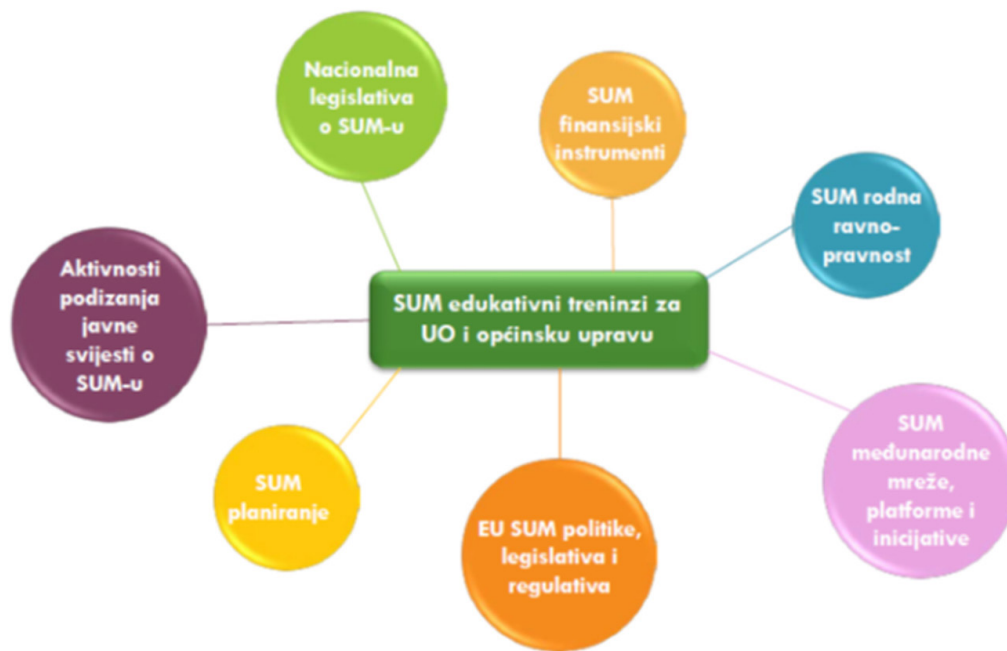 Nacionalna
legislativa
o SUM-u
SUM
finansijski
instrumenti
SUM rodna
ravno-
pravnost
Aktivnosti
podizanja
javne
svijesti o
SUM-u
SUM edukativni treninzi za
UO i općinsku upravu
SUM
planiranje
EU SUM politike,
legislativa i
regulativa
SUM
međunarodne
mreže,
platforme i
inicijative